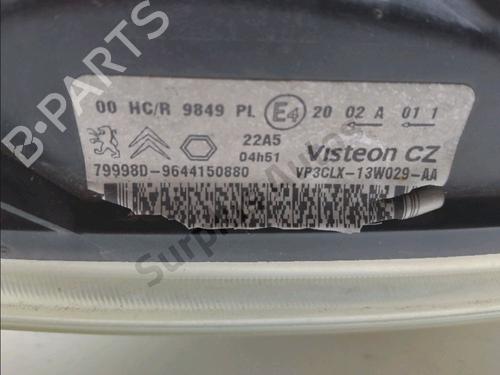 00 HC/R 9849 PL E4 20 02 A 01 1
22A5
04h51
Visteon CZ
79998D-9644150880
VP3CLX-13W029-AA
B-PARTS